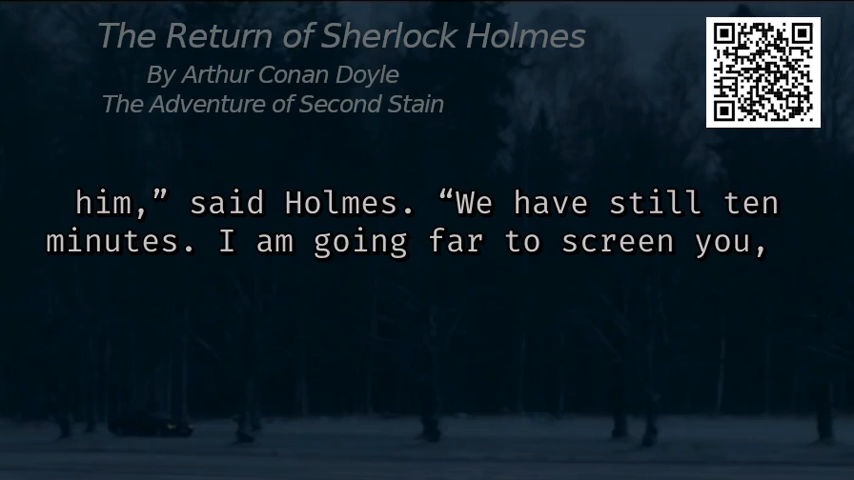 The Return of Sherlock Holmes
By Arthur Conan Doyle
The Adventure of Second Stain
him,” said Holmes. “We have still ten
minutes. I am going far to screen you,